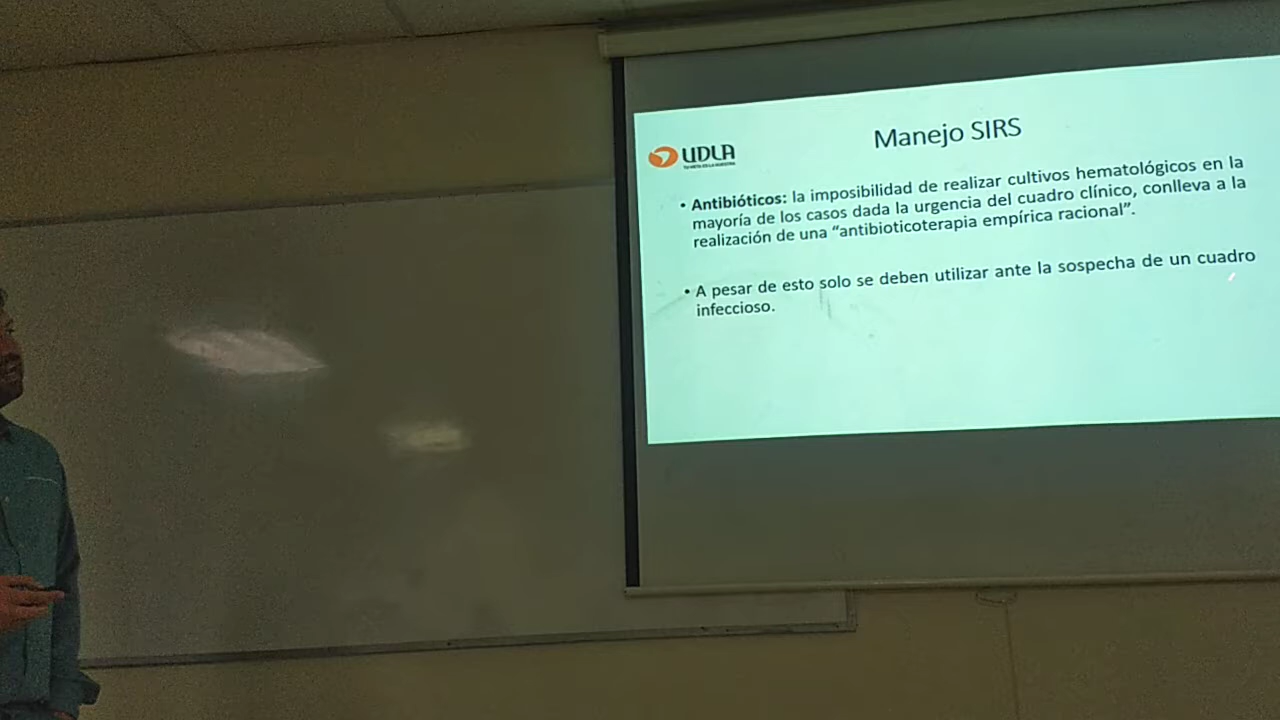 UDLA
Manejo SIRS
• Antibióticos: la imposibilidad de realizar cultivos hematológicos en la
mayoría de los casos dada la urgencia del cuadro clínico, conlleva a la
realización de una “antibioticoterapia empírica racional”.
• A pesar de esto solo se deben utilizar ante la sospecha de un cuadro
infeccioso.